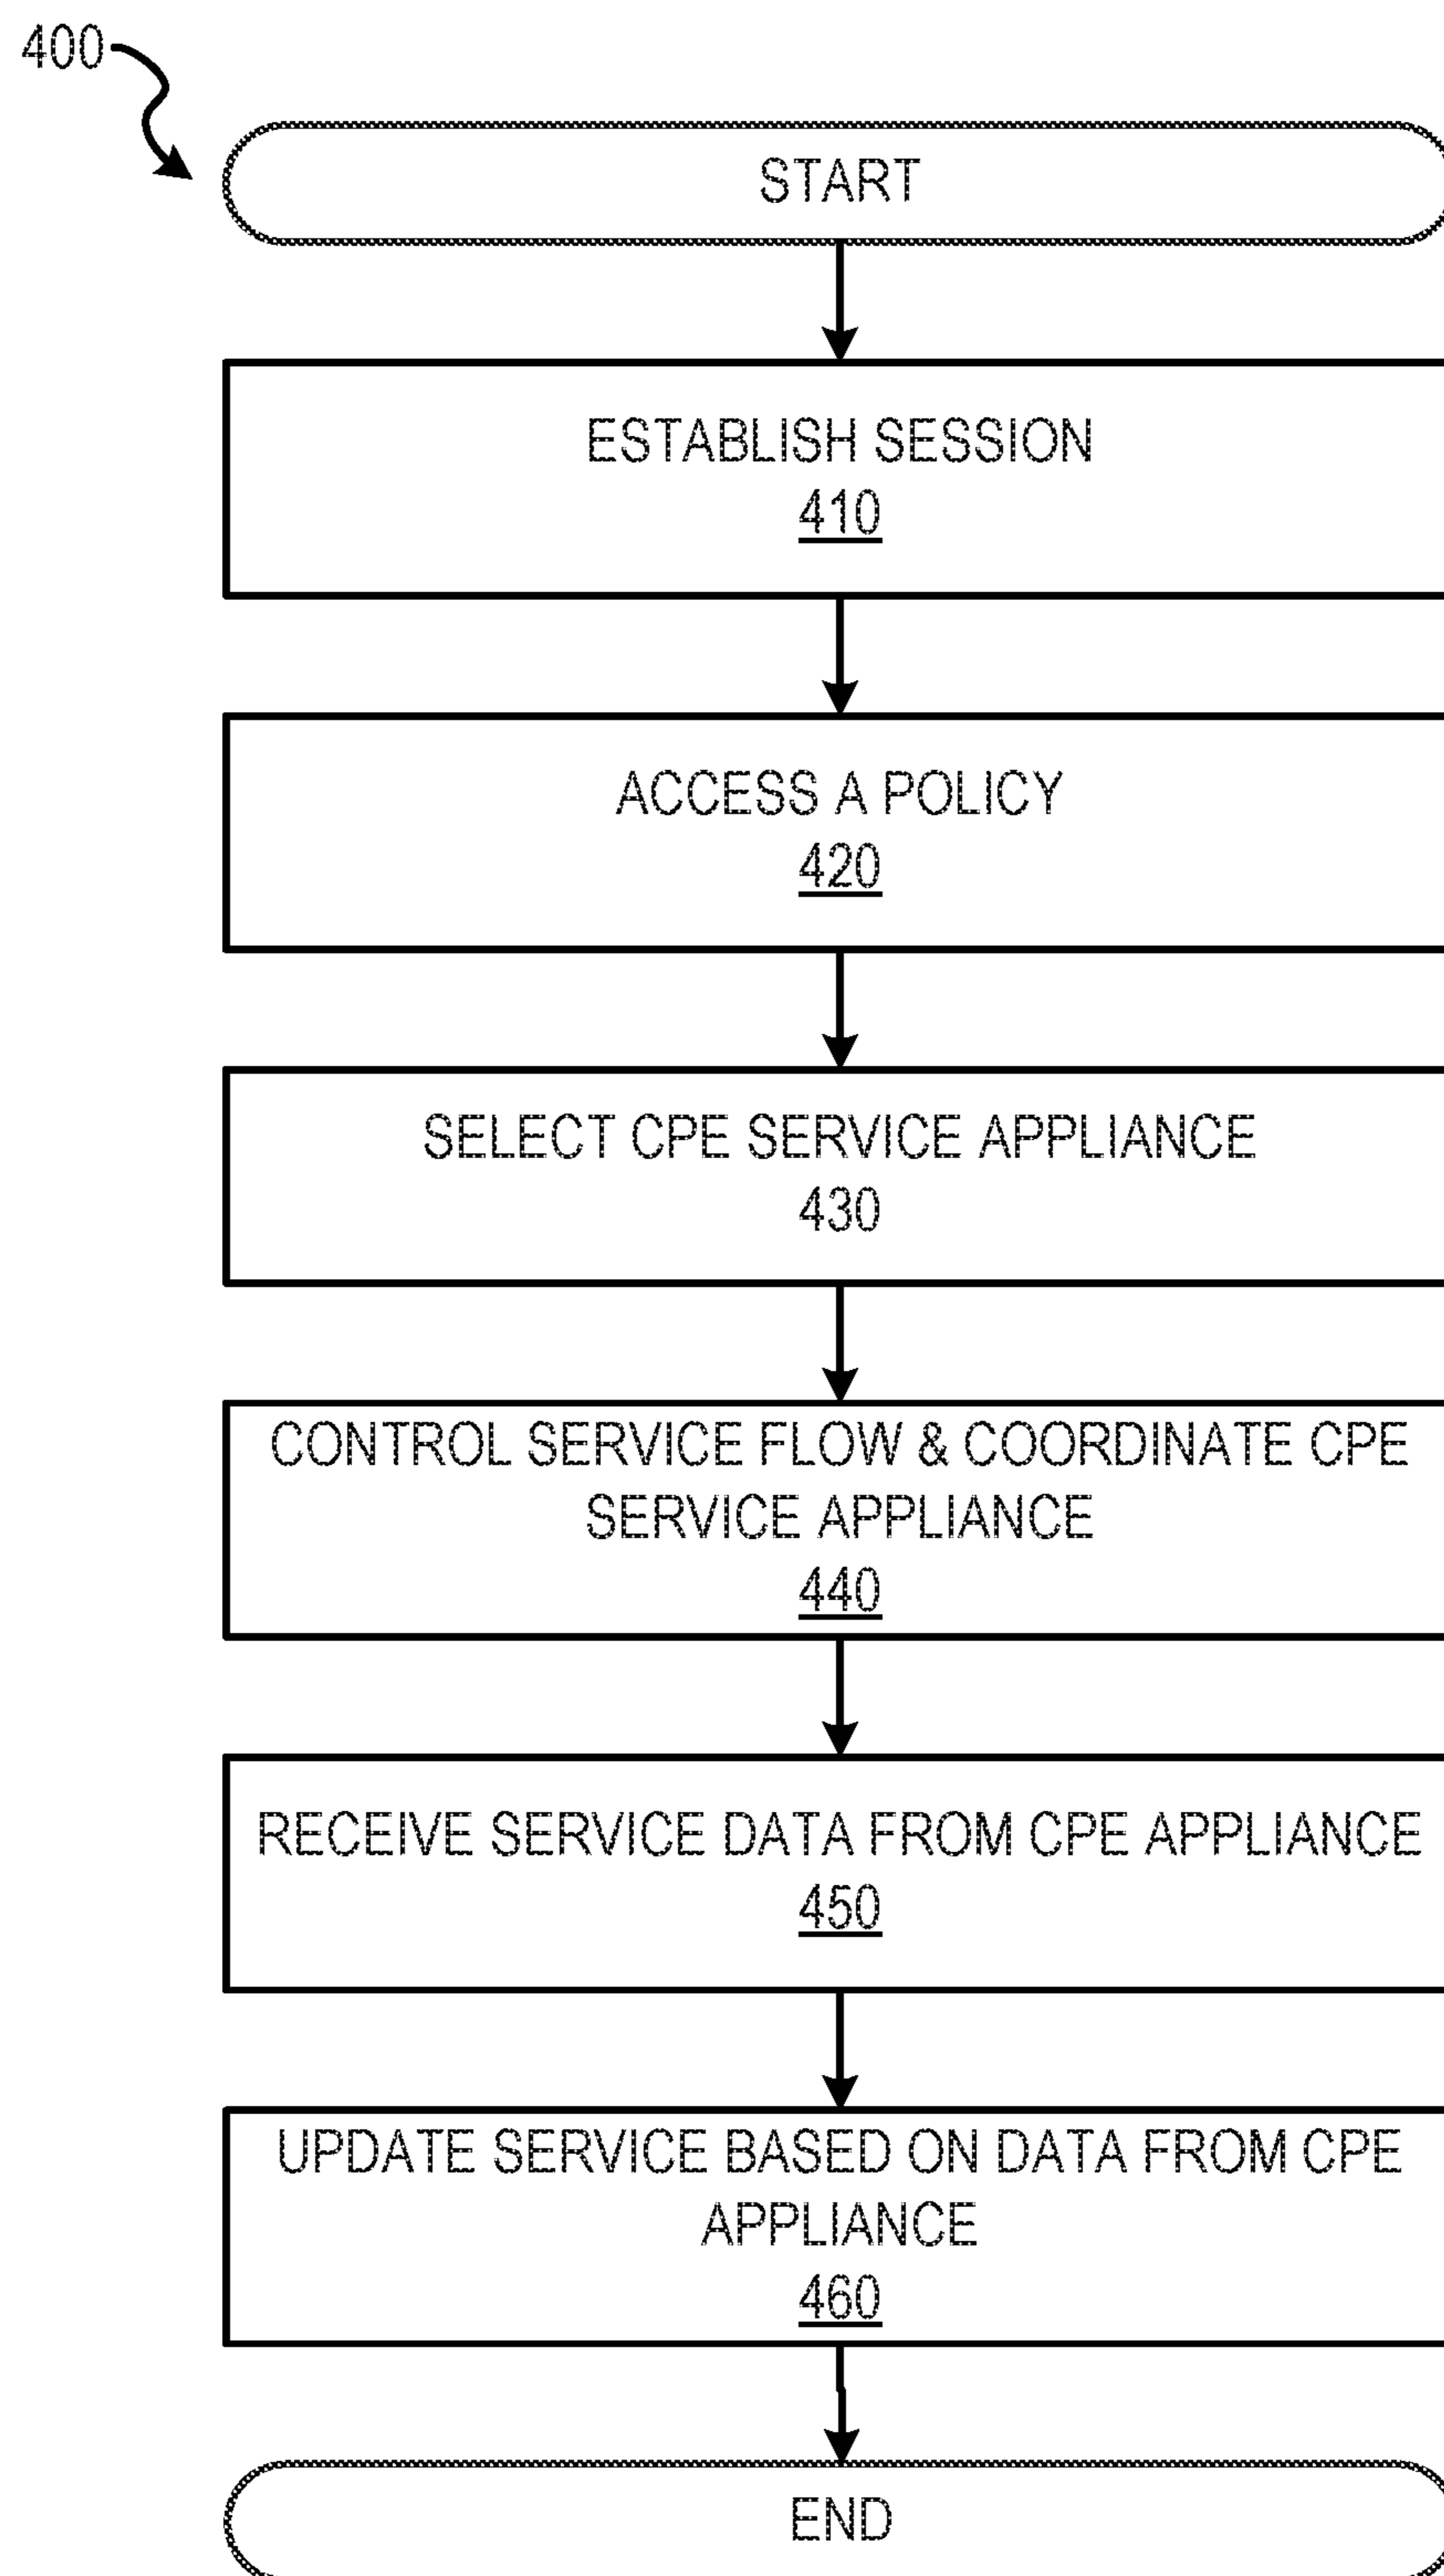 400
START
ESTABLISH SESSION
410
ACCESS A POLICY
420
SELECT CPE SERVICE APPLIANCE
430
CONTROL SERVICE FLOW & COORDINATE CPE
SERVICE APPLIANCE
440
RECEIVE SERVICE DATA FROM CPE APPLIANCE
450
UPDATE SERVICE BASED ON DATA FROM CPE
APPLIANCE
460
END